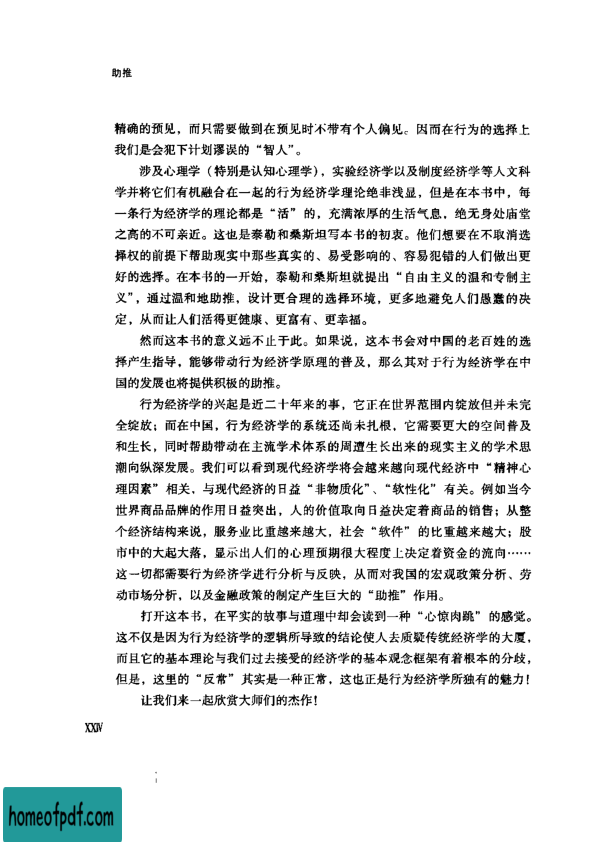 助推
精确的预见，而只需要做到在预见时不带有个人偏见。因而在行为的选择上
我们是会犯下计划谬误的“智人”。
涉及心理学（特别是认知心理学），实验经济学以及制度经济学等人文科
学并将它们有机融合在一起的行为经济学理论绝非浅显，但是在本书中，每
一条行为经济学的理论都是“活”的，充满浓厚的生活气息，绝无身处庙堂
之高的不可亲近。这也是泰勒和桑斯坦写本书的初衷。他们想要在不取消选
择权的前提下帮助现实中那些真实的、易受影响的、容易犯错的人们做出更
好的选择。在本书的一开始，泰勒和桑斯坦就提出“自由主义的温和专制主
义”，通过温和地助推，设计更合理的选择环境，更多地避免人们愚蠢的决
定，从而让人们活得更健康、更富有、更幸福。
然而这本书的意义远不止于此。如果说，这本书会对中国的老百姓的选
择产生指导，能够带动行为经济学原理的普及，那么其对于行为经济学在中
国的发展也将提供积极的助推。
行为经济学的兴起是近二十年来的事，它正在世界范围内绽放但并未完
全绽放；而在中国，行为经济学的系统还尚未扎根，它需要更大的空间普及
和生长，同时帮助带动在主流学术体系的周遭生长出来的现实主义的学术思
潮向纵深发展。我们可以看到现代经济学将会越来越向现代经济中“精神心
理因素”相关，与现代经济的日益“非物质化”、“软性化”有关。例如当今
世界商品品牌的作用日益突出，人的价值取向日益决定着商品的销售；从整
个经济结构来说，服务业比重越来越大，社会“软件”的比重越来越大；股
市中的大起大落，显示出人们的心理预期很大程度上决定着资金的流向……
这一切都需要行为经济学进行分析与反映，从而对我国的宏观政策分析、劳
动市场分析，以及金融政策的制定产生巨大的“助推”作用。
打开这本书，在平实的故事与道理中却会读到一种“心惊肉跳”的感觉。
这不仅是因为行为经济学的逻辑所导致的结论使人去质疑传统经济学的大厦，
而且它的基本理论与我们过去接受的经济学的基本观念框架有着根本的分歧，
但是，这里的“反常”其实是一种正常，这也正是行为经济学所独有的魅力！
让我们来一起欣赏大师们的杰作！
XXIV
homeofpdf.com